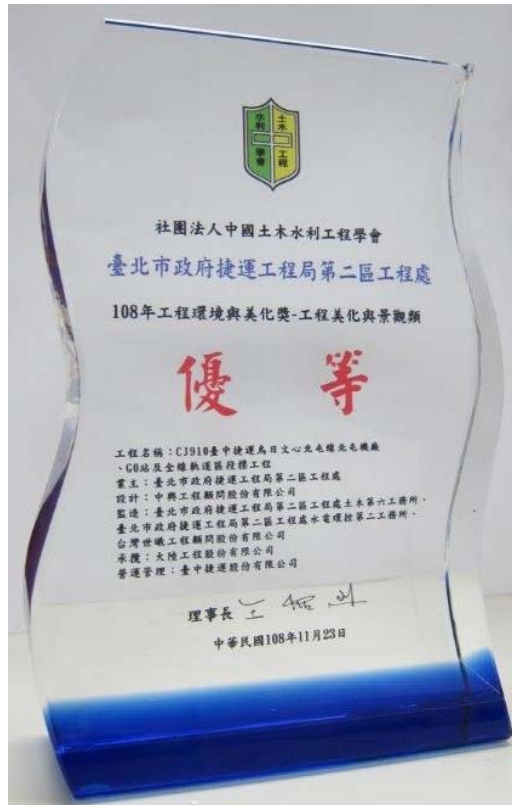 土木工程
水利學會
社團法人中國土木水利工程學會
臺北市政府捷運工程局第二區工程處
108年工程環境與美化獎-工程美化與景觀類
優等
工程名稱：CJ910臺中捷運烏日文心北屯線北屯機廠
、G0站及全線軌道區段標工程
業主：臺北市政府捷運工程局第二區工程處
設計：中興工程顧問股份有限公司
監造：臺北市政府捷運工程局第二區工程處土木第六工務所、
臺北市政府捷運工程局第二區工程處水電環控第二工務所、
台灣世曦工程顧問股份有限公司
承攬：大陸工程股份有限公司
營運管理：臺中捷運股份有限公司
理事長
中華民國108年11月23日